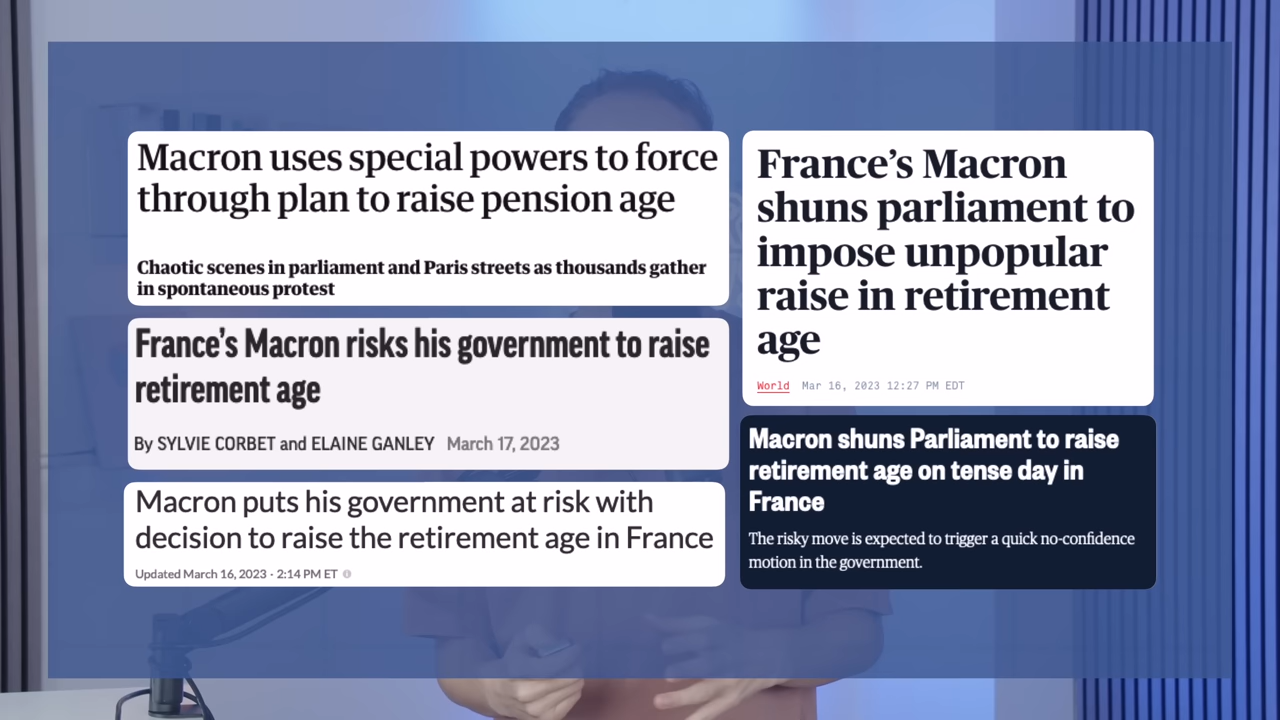 Macron uses special powers to force
through plan to raise pension age
Chaotic scenes in parliament and Paris streets as thousands gather
in spontaneous protest
France’s Macron risks his government to raise
retirement age
By SYLVIE CORBET and ELAINE GANLEY March 17, 2023
Macron puts his government at risk with
decision to raise the retirement age in France
Updated March 16, 2023 · 2:14 PM ET
France’s Macron
shuns parliament to
impose unpopular
raise in retirement
age
World Mar 16, 2023 12:27 PM EDT
Macron shuns Parliament to raise
retirement age on tense day in
France
The risky move is expected to trigger a quick no-confidence
motion in the government.